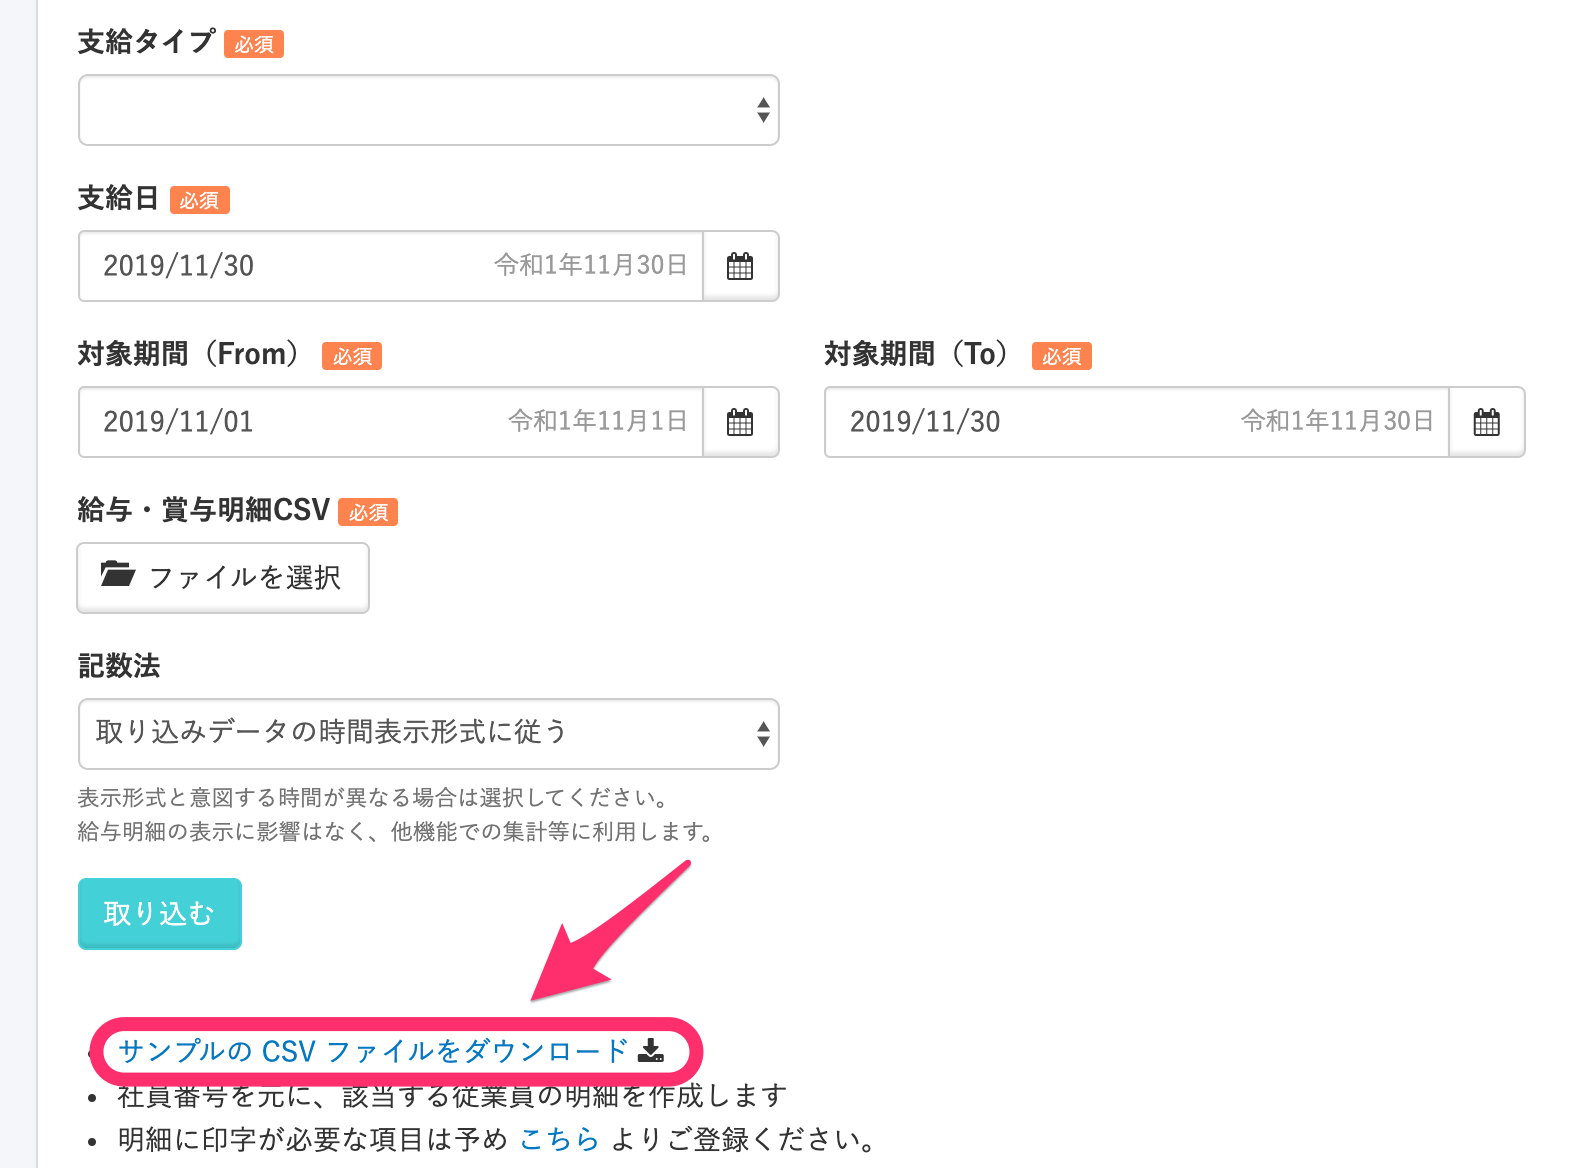 支給タイプ 必須
支給日 必須
2019/11/30 令和1年11月30日
対象期間（From） 必須 対象期間（To） 必須
2019/11/01 令和1年11月1日 2019/11/30 令和1年11月30日
給与・賞与明細CSV 必須
ファイルを選択
記数法
取り込みデータの時間表示形式に従う
表示形式と意図する時間が異なる場合は選択してください。
給与明細の表示に影響はなく、他機能での集計等に利用します。
取り込む
サンプルの CSV ファイルをダウンロード
社員番号を元に、該当する従業員の明細を作成します
明細に印字が必要な項目は予め こちら よりご登録ください。